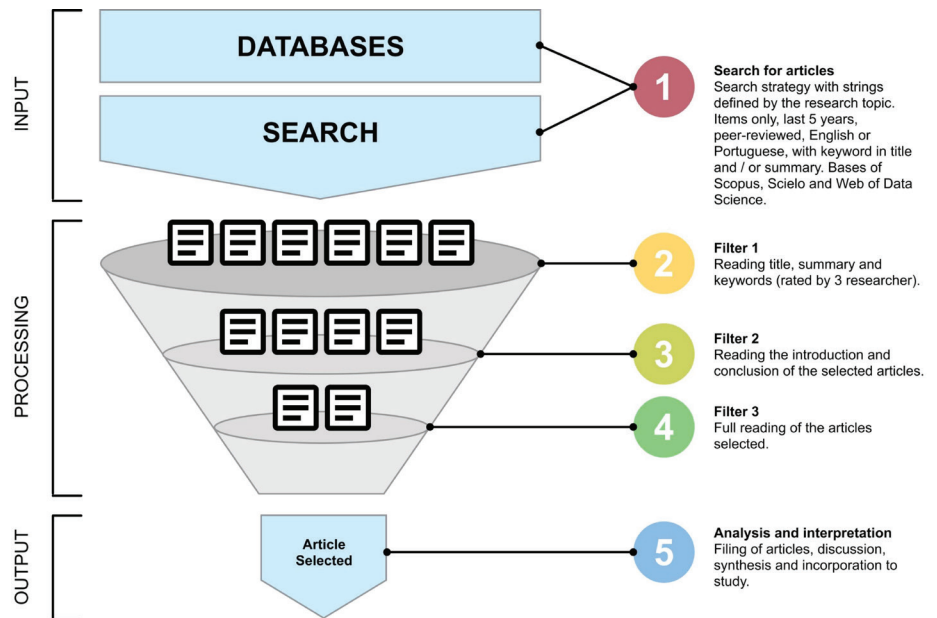 INPUT
DATABASES
SEARCH
1
Search for articles
Search strategy with strings
defined by the research topic.
Items only, last 5 years,
peer-reviewed, English or
Portuguese, with keyword in title
and / or summary. Bases of
Scopus, Scielo and Web of Data
Science.
PROCESSING
2
Filter 1
Reading title, summary and
keywords (rated by 3 researcher).
3
Filter 2
Reading the introduction and
conclusion of the selected articles.
4
Filter 3
Full reading of the articles
selected.
OUTPUT
Article
Selected
5
Analysis and interpretation
Filing of articles, discussion,
synthesis and incorporation to
study.